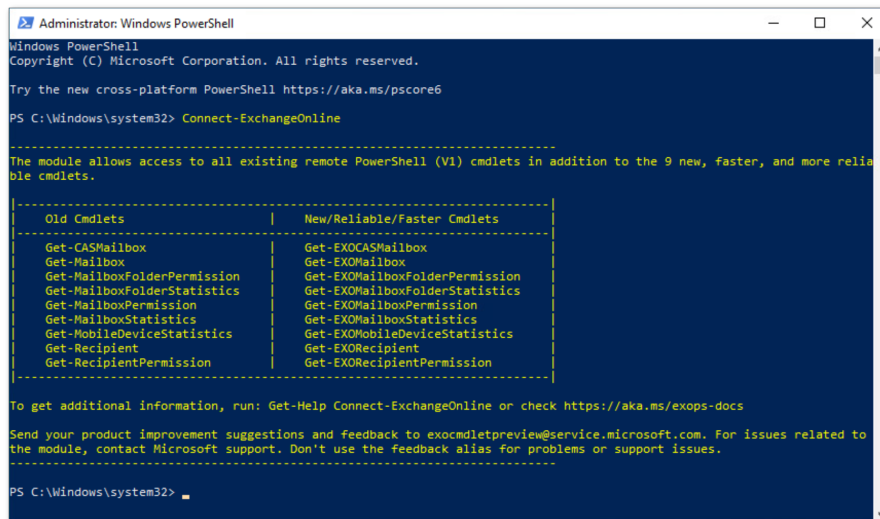 Administrator: Windows PowerShell
Windows PowerShell
Copyright (C) Microsoft Corporation. All rights reserved.
Try the new cross-platform PowerShell https://aka.ms/pscore6
PS C:\Windows\system32> Connect-ExchangeOnline
----------------------------------------------------------------------------
The module allows access to all existing remote PowerShell (V1) cmdlets in addition to the 9 new, faster, and more relia
ble cmdlets.
|--------------------------------------------------------------------------|
|    Old Cmdlets                    |    New/Reliable/Faster Cmdlets       |
|--------------------------------------------------------------------------|
|    Get-CASMailbox                 |    Get-EXOCASMailbox                 |
|    Get-Mailbox                    |    Get-EXOMailbox                    |
|    Get-MailboxFolderPermission    |    Get-EXOMailboxFolderPermission    |
|    Get-MailboxFolderStatistics    |    Get-EXOMailboxFolderStatistics    |
|    Get-MailboxPermission          |    Get-EXOMailboxPermission          |
|    Get-MailboxStatistics          |    Get-EXOMailboxStatistics          |
|    Get-MobileDeviceStatistics     |    Get-EXOMobileDeviceStatistics     |
|    Get-Recipient                  |    Get-EXORecipient                  |
|    Get-RecipientPermission        |    Get-EXORecipientPermission        |
|--------------------------------------------------------------------------|
To get additional information, run: Get-Help Connect-ExchangeOnline or check https://aka.ms/exops-docs
Send your product improvement suggestions and feedback to exocmdletpreview@service.microsoft.com. For issues related to
the module, contact Microsoft support. Don't use the feedback alias for problems or support issues.
----------------------------------------------------------------------------
PS C:\Windows\system32>